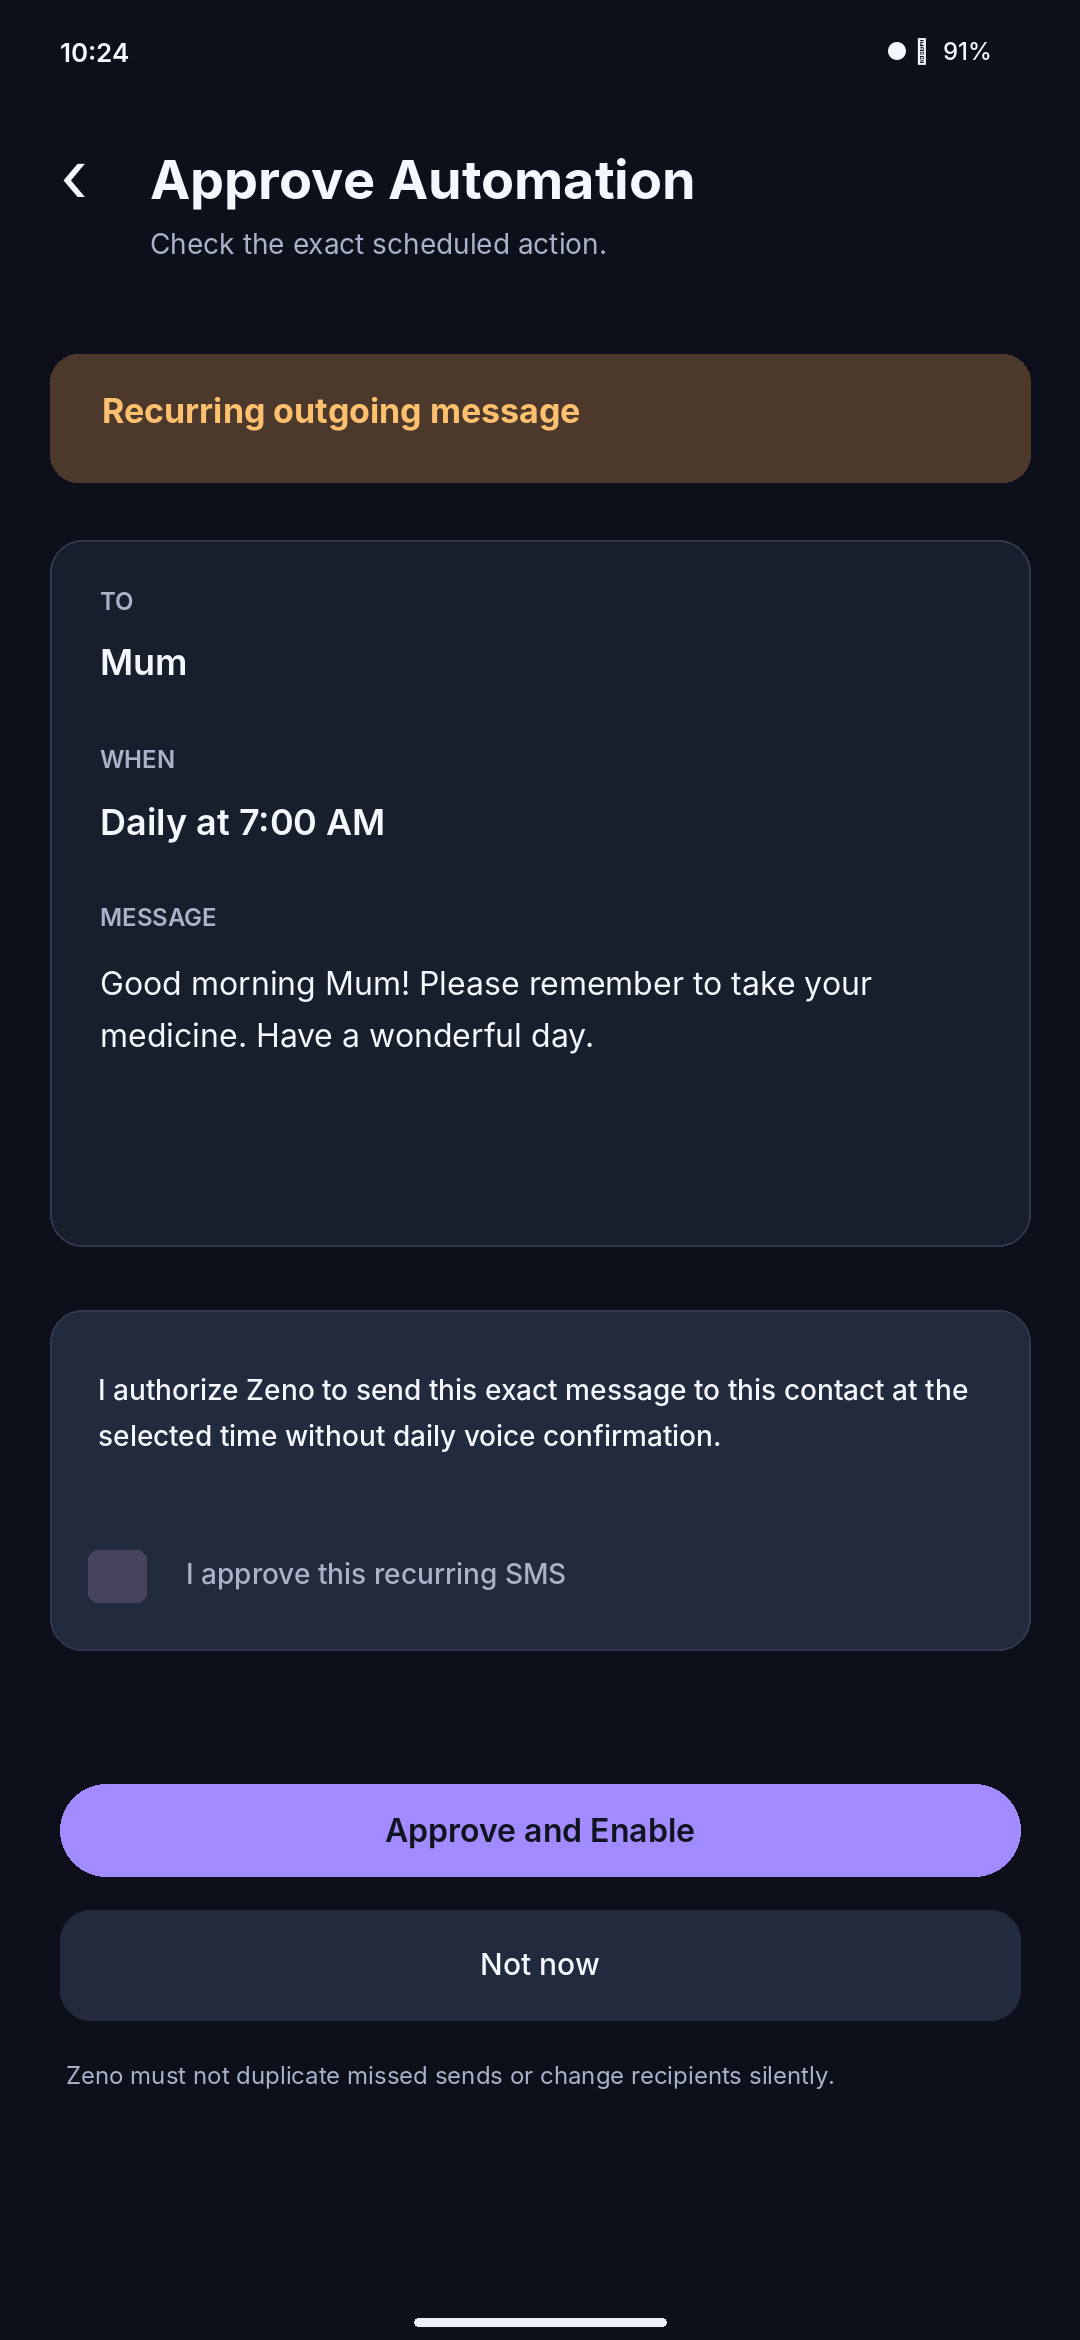 10:24
91%
Approve Automation
Check the exact scheduled action.
Recurring outgoing message
TO
Mum
WHEN
Daily at 7:00 AM
MESSAGE
Good morning Mum! Please remember to take your
medicine. Have a wonderful day.
I authorize Zeno to send this exact message to this contact at the
selected time without daily voice confirmation.
I approve this recurring SMS
Approve and Enable
Not now
Zeno must not duplicate missed sends or change recipients silently.